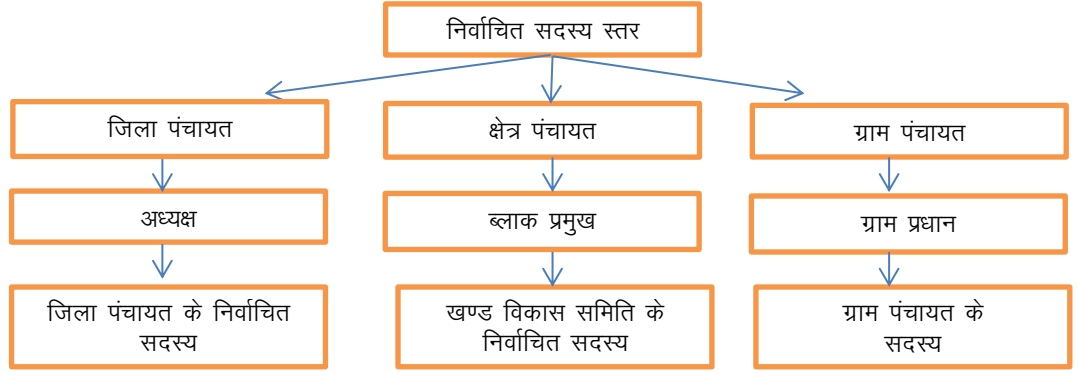 निर्वाचित सदस्य स्तर
जिला पंचायत
क्षेत्र पंचायत
ग्राम पंचायत
अध्यक्ष
ब्लाक प्रमुख
ग्राम प्रधान
जिला पंचायत के निर्वाचित
सदस्य
खण्ड विकास समिति के
निर्वाचित सदस्य
ग्राम पंचायत के
सदस्य